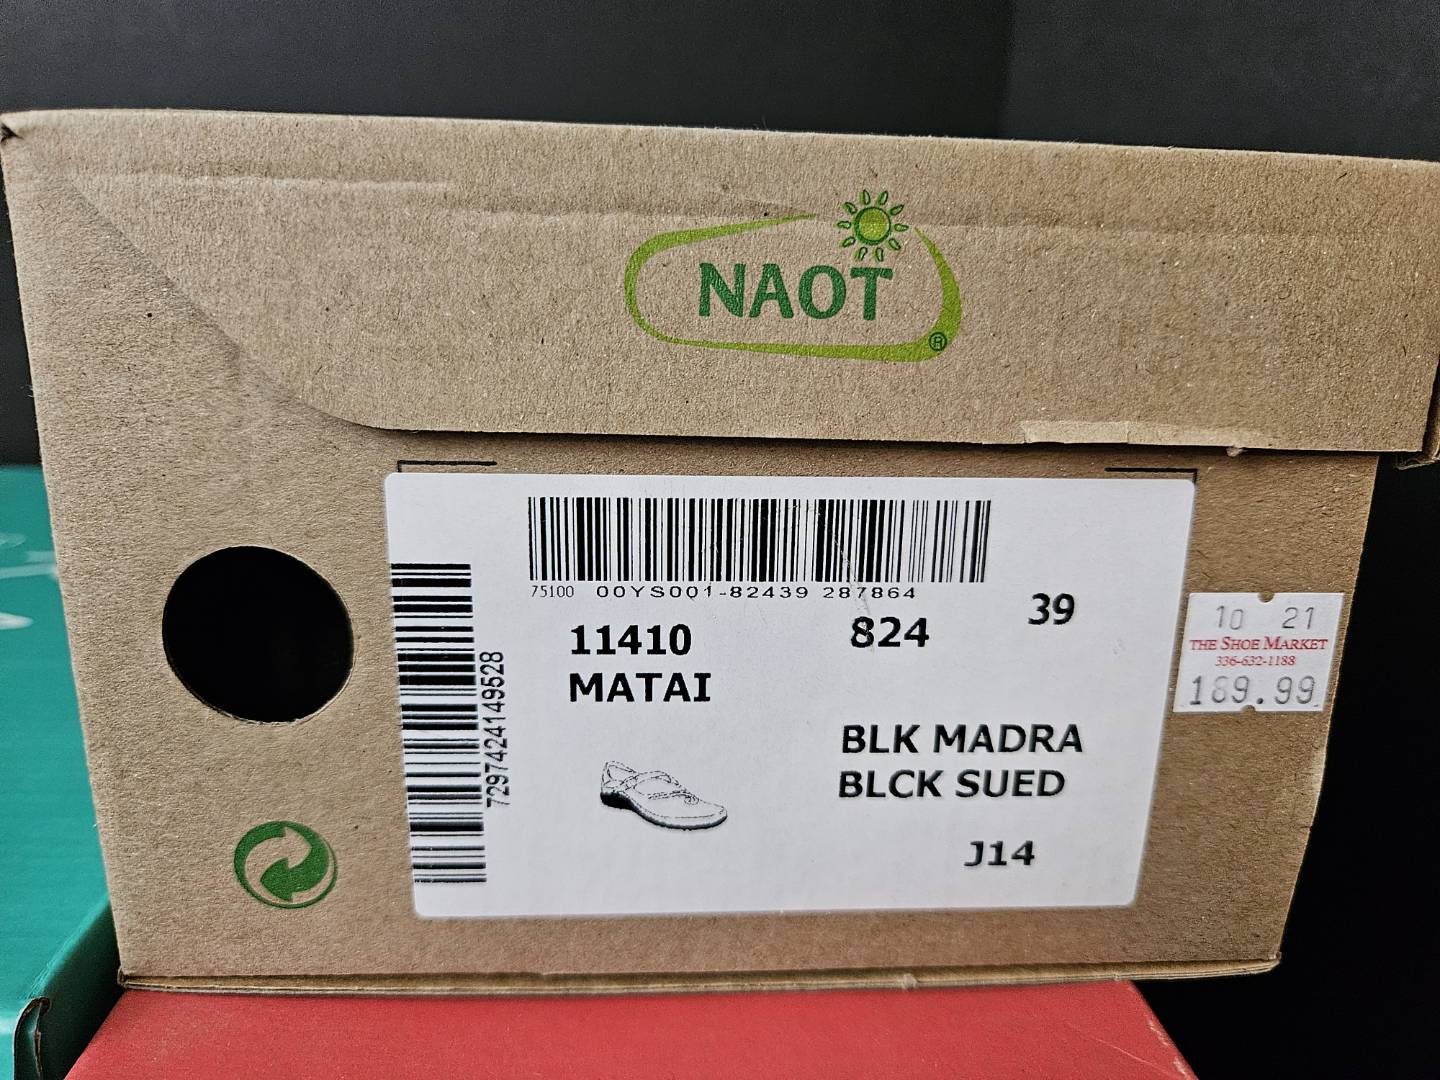 NAOT
®
75100 00YS001-82439 287864
39
11410
824
MATAI
10 21
THE SHOE MARKET
336-632-1188
189.99
7297424149528
BLK MADRA
BLCK SUED
J14